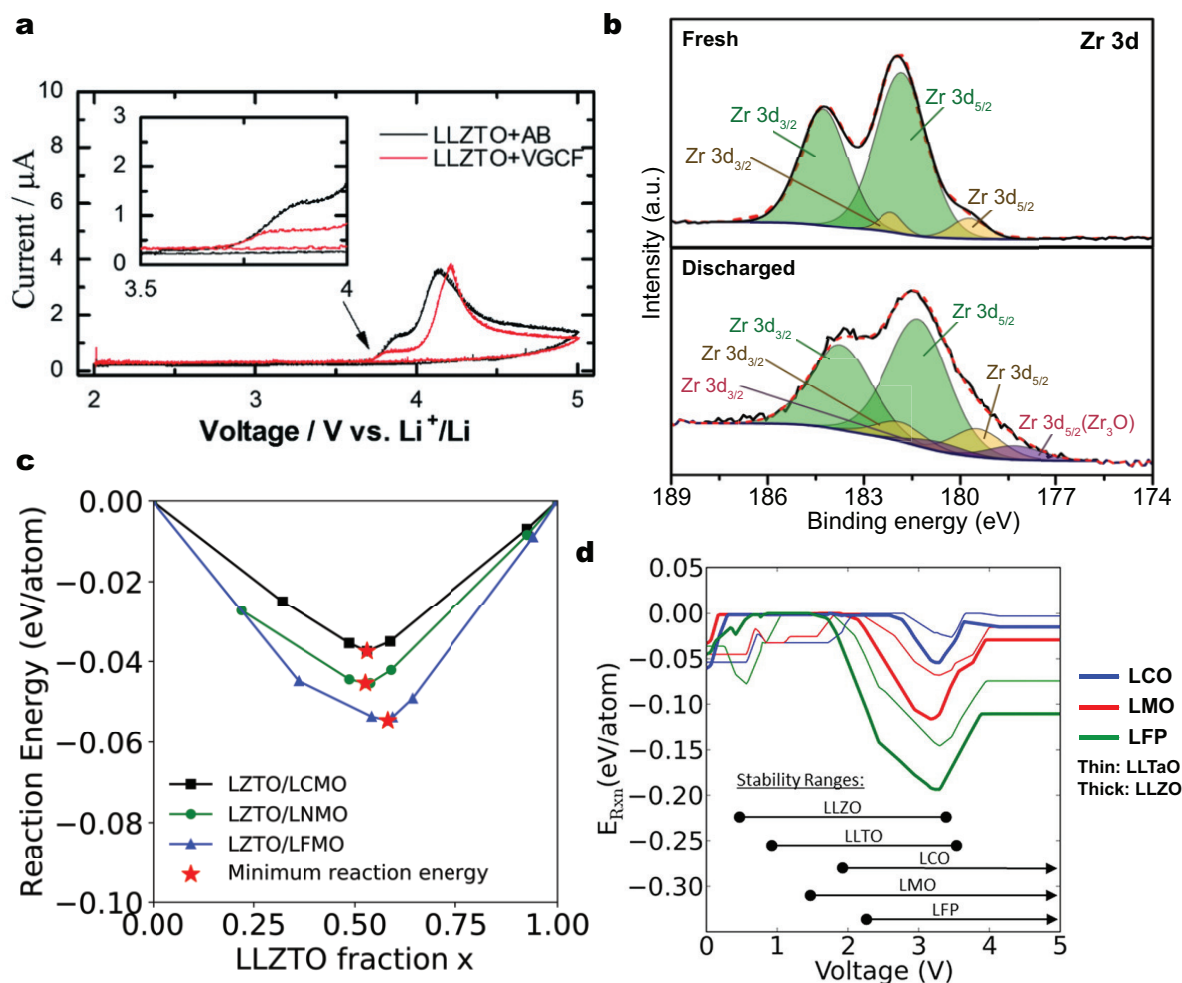 a
10
8
6
4
2
0
Current / μA
3
2
1
0
3.5
4
LLZTO+AB
LLZTO+VGCF
2
3
4
5
Voltage / V vs. Li⁺/Li
b
Fresh
Zr 3d
Zr 3d₃/₂
Zr 3d₅/₂
Zr 3d₃/₂
Zr 3d₅/₂
Discharged
Zr 3d₃/₂
Zr 3d₅/₂
Zr 3d₃/₂
Zr 3d₅/₂
Zr 3d₃/₂
Zr 3d₅/₂(Zr₃O)
Intensity (a.u.)
189
186
183
180
177
174
Binding energy (eV)
c
0.00
−0.02
−0.04
−0.06
−0.08
−0.10
Reaction Energy (eV/atom)
LZTO/LCMO
LZTO/LNMO
LZTO/LFMO
Minimum reaction energy
0.00
0.25
0.50
0.75
1.00
LLZTO fraction x
d
0.05
0.00
−0.05
−0.10
−0.15
−0.20
−0.25
−0.30
E_Rxn(eV/atom)
Stability Ranges:
LLZO
LLTO
LCO
LMO
LFP
0
1
2
3
4
5
Voltage (V)
LCO
LMO
LFP
Thin: LLTaO
Thick: LLZO